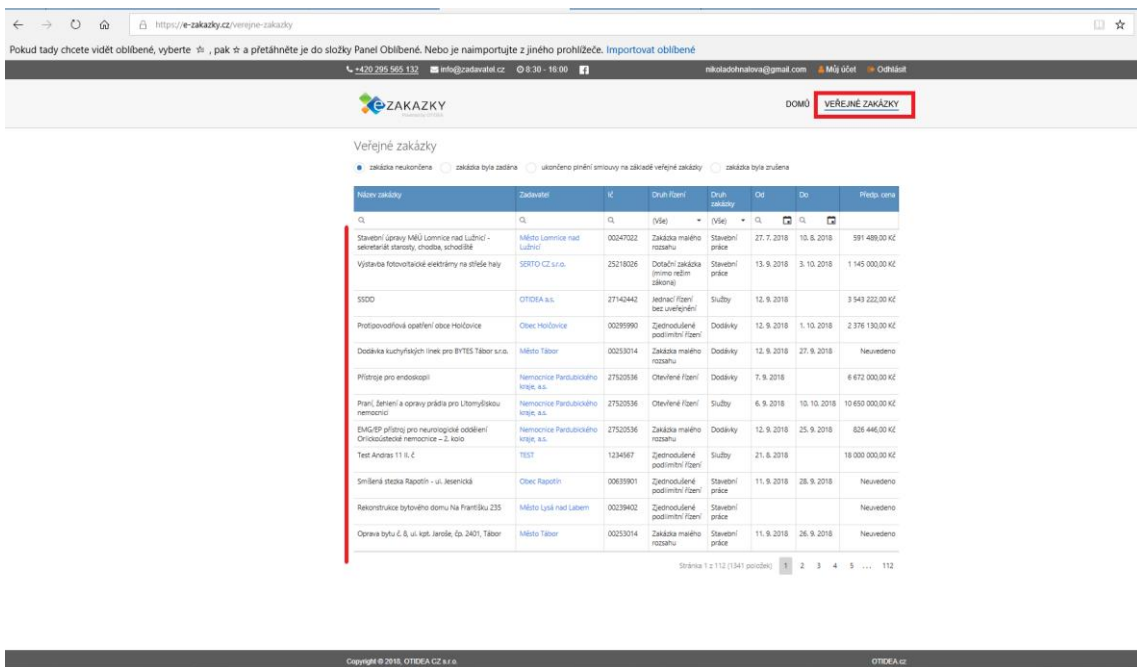 https://e-zakazky.cz/verejne-zakazky
Pokud tady chcete vidět oblíbené, vyberte ☆ , pak ☆ a přetáhněte je do složky Panel Oblíbené. Nebo je naimportujte z jiného prohlížeče. Importovat oblíbené
+420 295 565 132 info@zadavatel.cz 8:30 - 16:00 nikoladohnalova@gmail.com Můj účet Odhlásit
eZAKAZKY DOMŮ VEŘEJNÉ ZAKÁZKY
Veřejné zakázky
zakázka neukončena zakázka byla zadána ukončeno plnění smlouvy na základě veřejné zakázky zakázka byla zrušena
Název zakázky Zadavatel IČ Druh řízení Druh zakázky Od Do Předp. cena
(Vše) (Vše)
Stavební úpravy MěÚ Lomnice nad Lužnicí - Město Lomnice nad 00247022 Zakázka malého Stavební 27. 7. 2018 10. 8. 2018 591 489,00 Kč
sekretariát starosty, chodba, schodiště Lužnicí rozsahu práce
Výstavba fotovoltaické elektrárny na střeše haly SERTO CZ s.r.o. 25218026 Dotační zakázka Stavební 13. 9. 2018 3. 10. 2018 1 145 000,00 Kč
(mimo režim práce
zákona)
SSDD OTIDEA a.s. 27142442 Jednací řízení Služby 12. 9. 2018 3 543 222,00 Kč
bez uveřejnění
Protipovodňová opatření obce Holčovice Obec Holčovice 00295990 Zjednodušené Dodávky 12. 9. 2018 1. 10. 2018 2 376 130,00 Kč
podlimitní řízení
Dodávka kuchyňských linek pro BYTES Tábor s.r.o. Město Tábor 00253014 Zakázka malého Dodávky 12. 9. 2018 27. 9. 2018 Neuvedeno
rozsahu
Přístroje pro endoskopii Nemocnice Pardubického 27520536 Otevřené řízení Dodávky 7. 9. 2018 6 672 000,00 Kč
kraje, a.s.
Praní, žehlení a opravy prádla pro Litomyšlskou Nemocnice Pardubického 27520536 Otevřené řízení Služby 6. 9. 2018 10. 10. 2018 10 650 000,00 Kč
nemocnici kraje, a.s.
EMG/EP přístroj pro neurologické oddělení Nemocnice Pardubického 27520536 Zakázka malého Dodávky 12. 9. 2018 25. 9. 2018 826 446,00 Kč
Orlickoústecké nemocnice – 2. kolo kraje, a.s. rozsahu
Test Andras 11 II. č TEST 1234567 Zjednodušené Služby 21. 8. 2018 18 000 000,00 Kč
podlimitní řízení
Smíšená stezka Rapotín - ul. Jesenická Obec Rapotín 00635901 Zjednodušené Stavební 11. 9. 2018 28. 9. 2018 Neuvedeno
podlimitní řízení práce
Rekonstrukce bytového domu Na Františku 235 Město Lysá nad Labem 00239402 Zjednodušené Stavební Neuvedeno
podlimitní řízení práce
Oprava bytu č. 8, ul. kpt. Jaroše, čp. 2401, Tábor Město Tábor 00253014 Zakázka malého Stavební 11. 9. 2018 26. 9. 2018 Neuvedeno
rozsahu práce
Stránka 1 z 112 (1341 položek) 1 2 3 4 5 ... 112
Copyright © 2018, OTIDEA CZ s.r.o. OTIDEA.cz